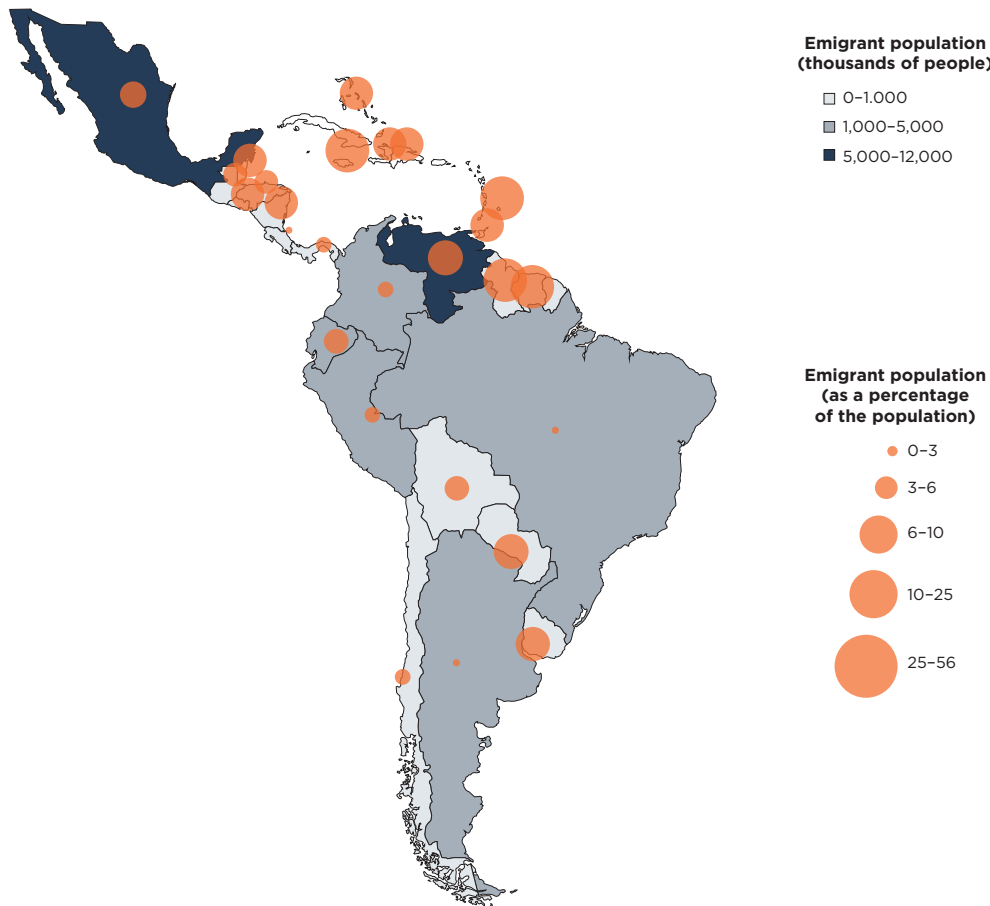 Emigrant population
(thousands of people)
0–1.000
1,000–5,000
5,000–12,000
Emigrant population
(as a percentage
of the population)
0–3
3–6
6–10
10–25
25–56